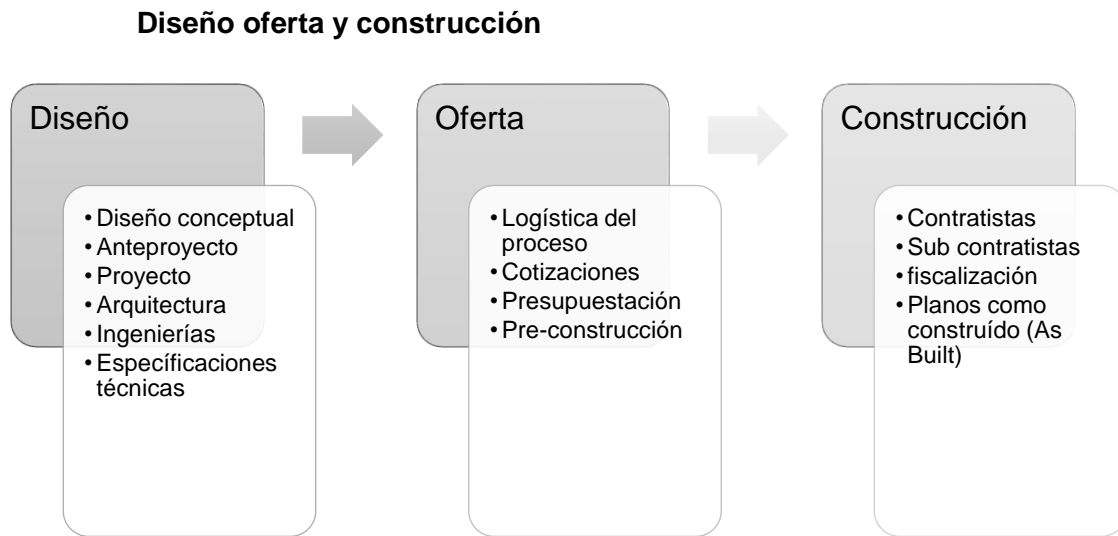 Diseño oferta y construcción
Diseño
• Diseño conceptual
• Anteproyecto
• Proyecto
• Arquitectura
• Ingenierías
• Específicaciones
técnicas
Oferta
• Logística del
proceso
• Cotizaciones
• Presupuestación
• Pre-construcción
Construcción
• Contratistas
• Sub contratistas
• fiscalización
• Planos como
construído (As
Built)